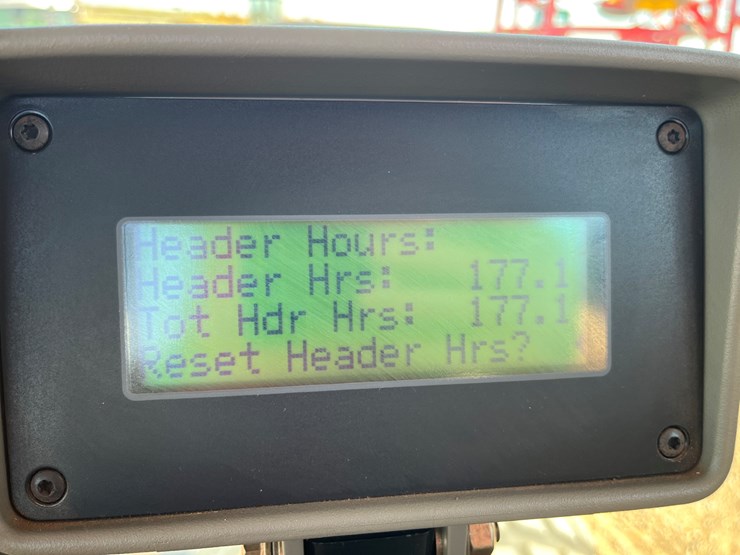 Header Hours:
Header Hrs: 177.1
Tot Hdr Hrs: 177.1
Reset Header Hrs?